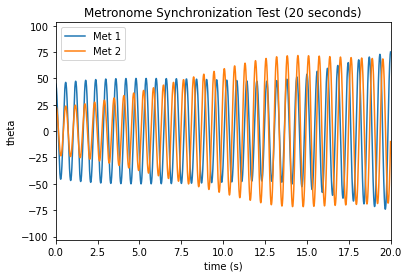 Metronome Synchronization Test (20 seconds)
Met 1
Met 2
100
75
50
25
0
-25
-50
-75
-100
theta
0.0 2.5 5.0 7.5 10.0 12.5 15.0 17.5 20.0
time (s)